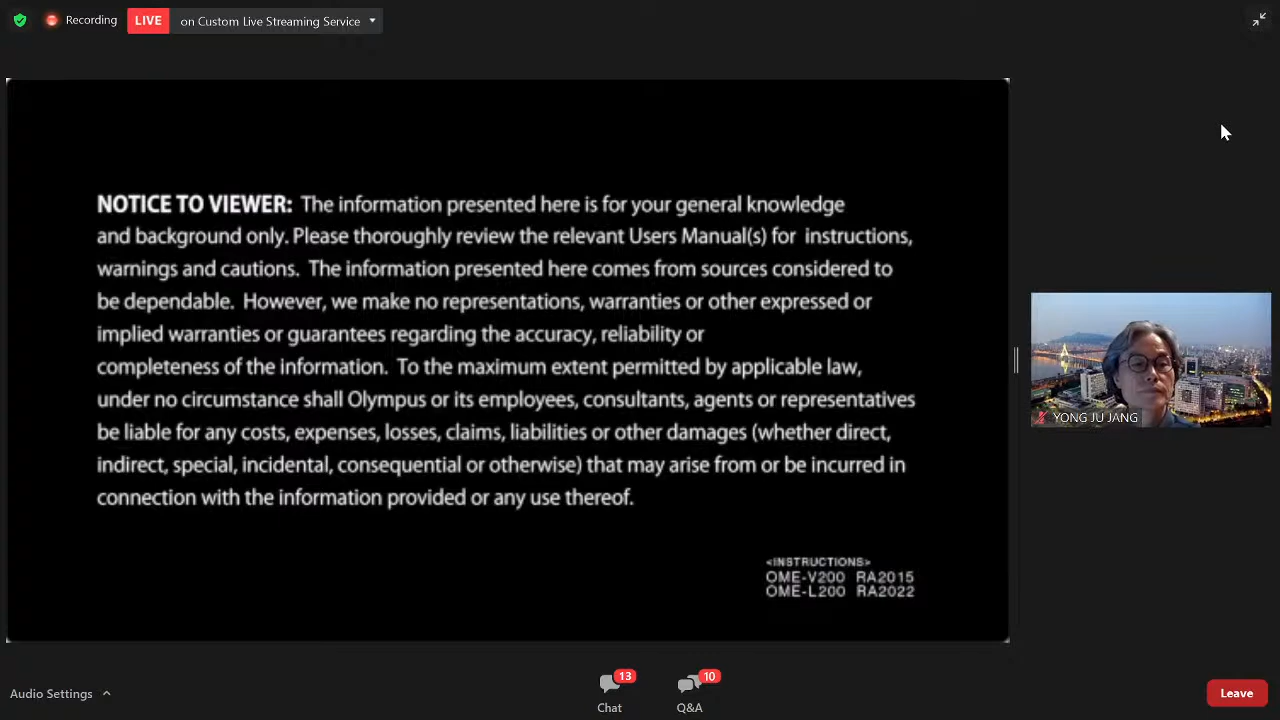 Recording
LIVE
on Custom Live Streaming Service
NOTICE TO VIEWER: The information presented here is for your general knowledge
and background only. Please thoroughly review the relevant Users Manual(s) for instructions,
warnings and cautions. The information presented here comes from sources considered to
be dependable. However, we make no representations, warranties or other expressed or
implied warranties or guarantees regarding the accuracy, reliability or
completeness of the information. To the maximum extent permitted by applicable law,
under no circumstance shall Olympus or its employees, consultants, agents or representatives
be liable for any costs, expenses, losses, claims, liabilities or other damages (whether direct,
indirect, special, incidental, consequential or otherwise) that may arise from or be incurred in
connection with the information provided or any use thereof.
<INSTRUCTIONS>
OME-V200 RA2015
OME-L200 RA2022
YONG JU JANG
Audio Settings
13
Chat
10
Q&A
Leave